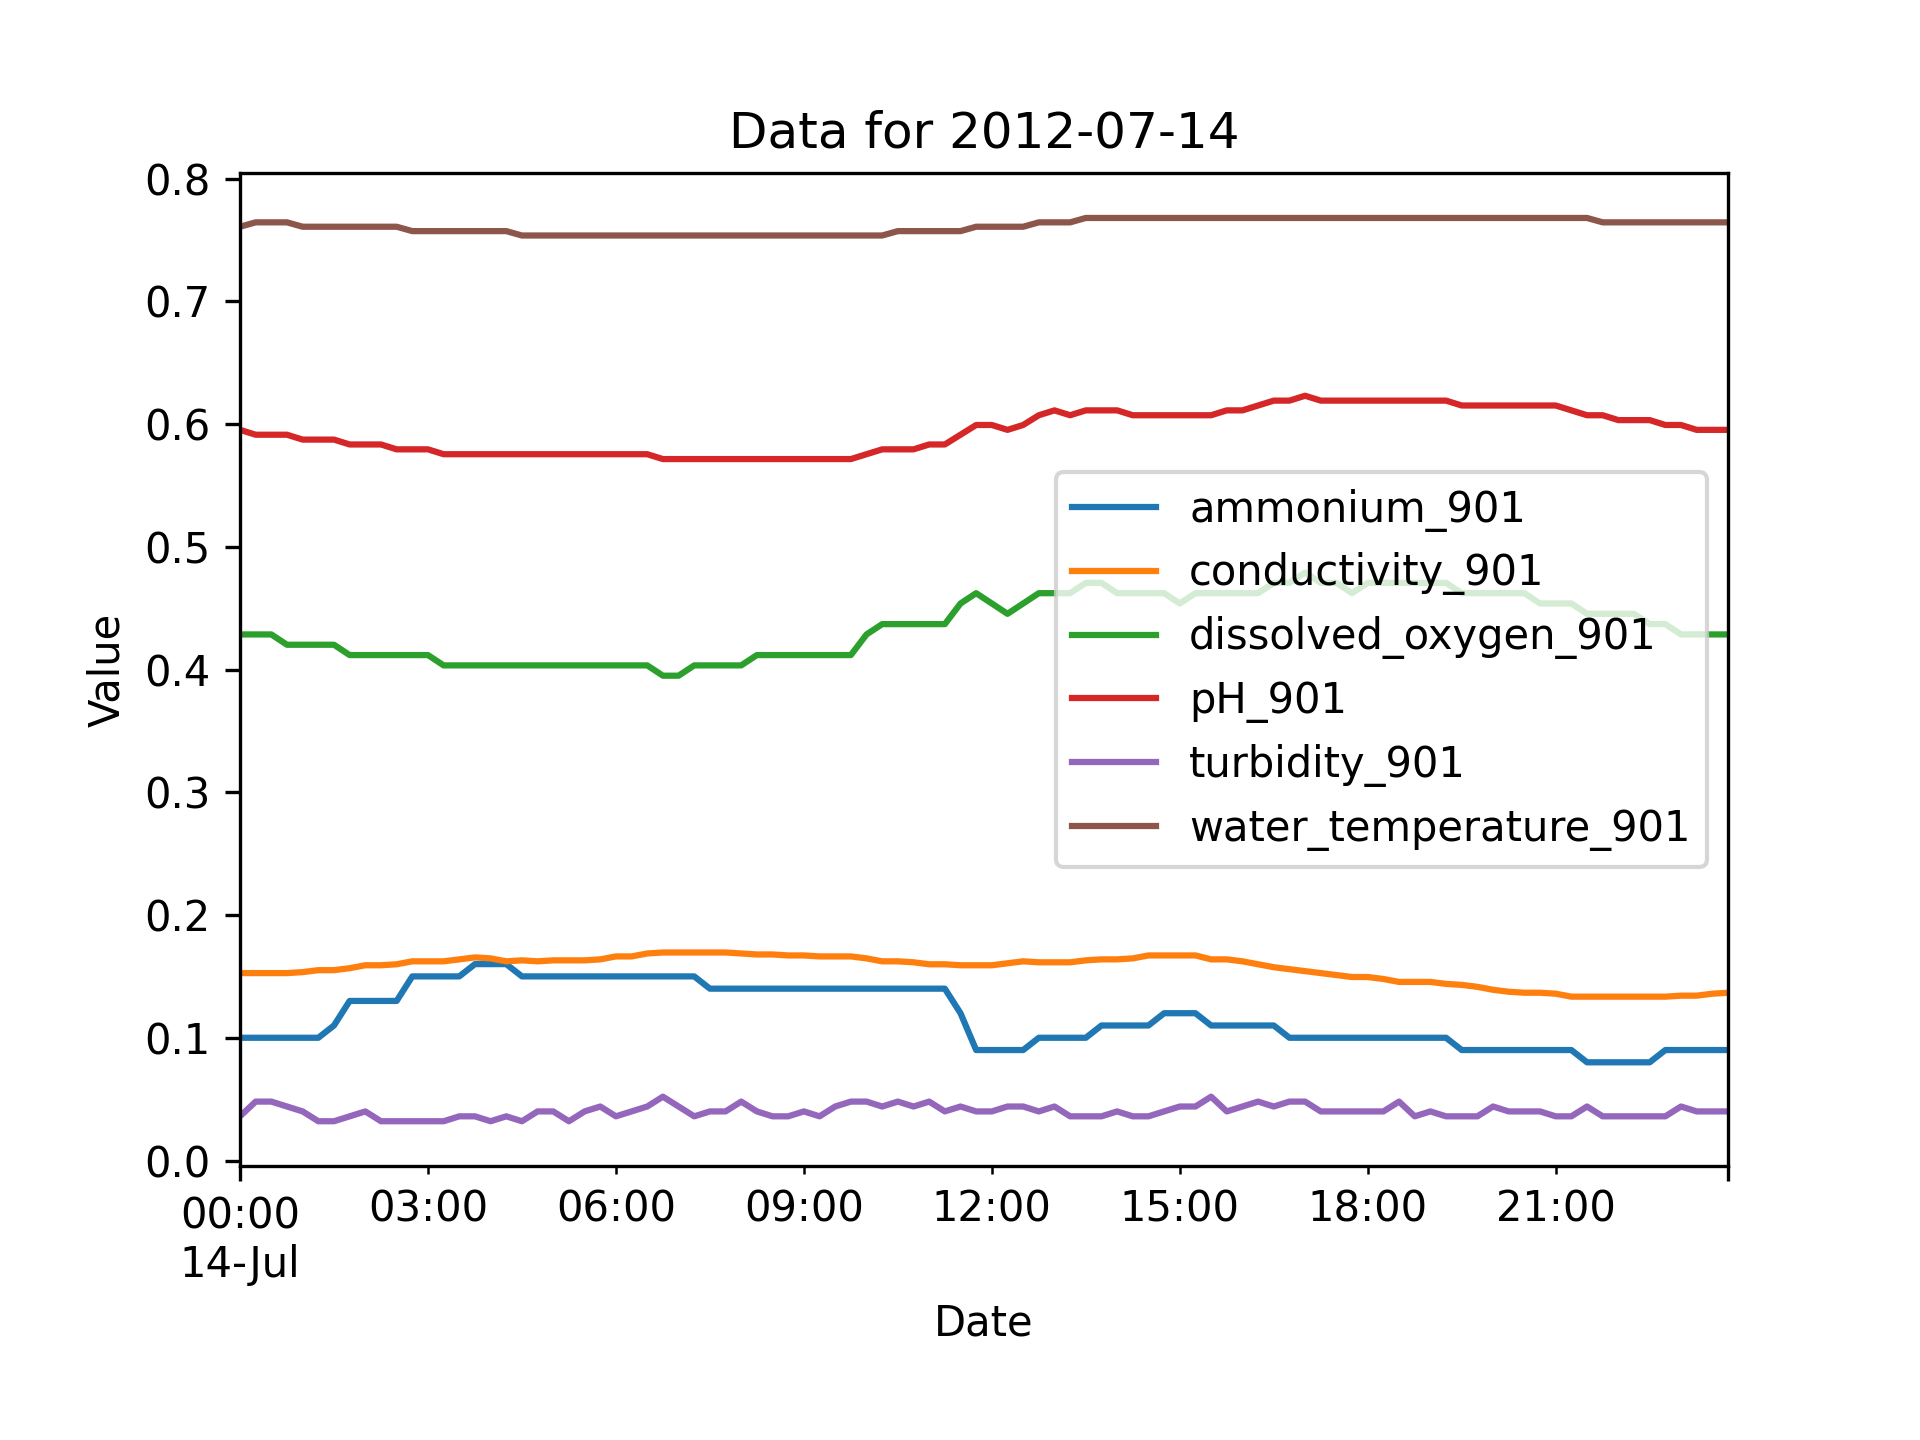 Data for 2012-07-14
0.8
0.7
0.6
0.5
0.4
0.3
0.2
0.1
0.0
Value
ammonium_901
conductivity_901
dissolved_oxygen_901
pH_901
turbidity_901
water_temperature_901
00:00 03:00 06:00 09:00 12:00 15:00 18:00 21:00
14-Jul
Date